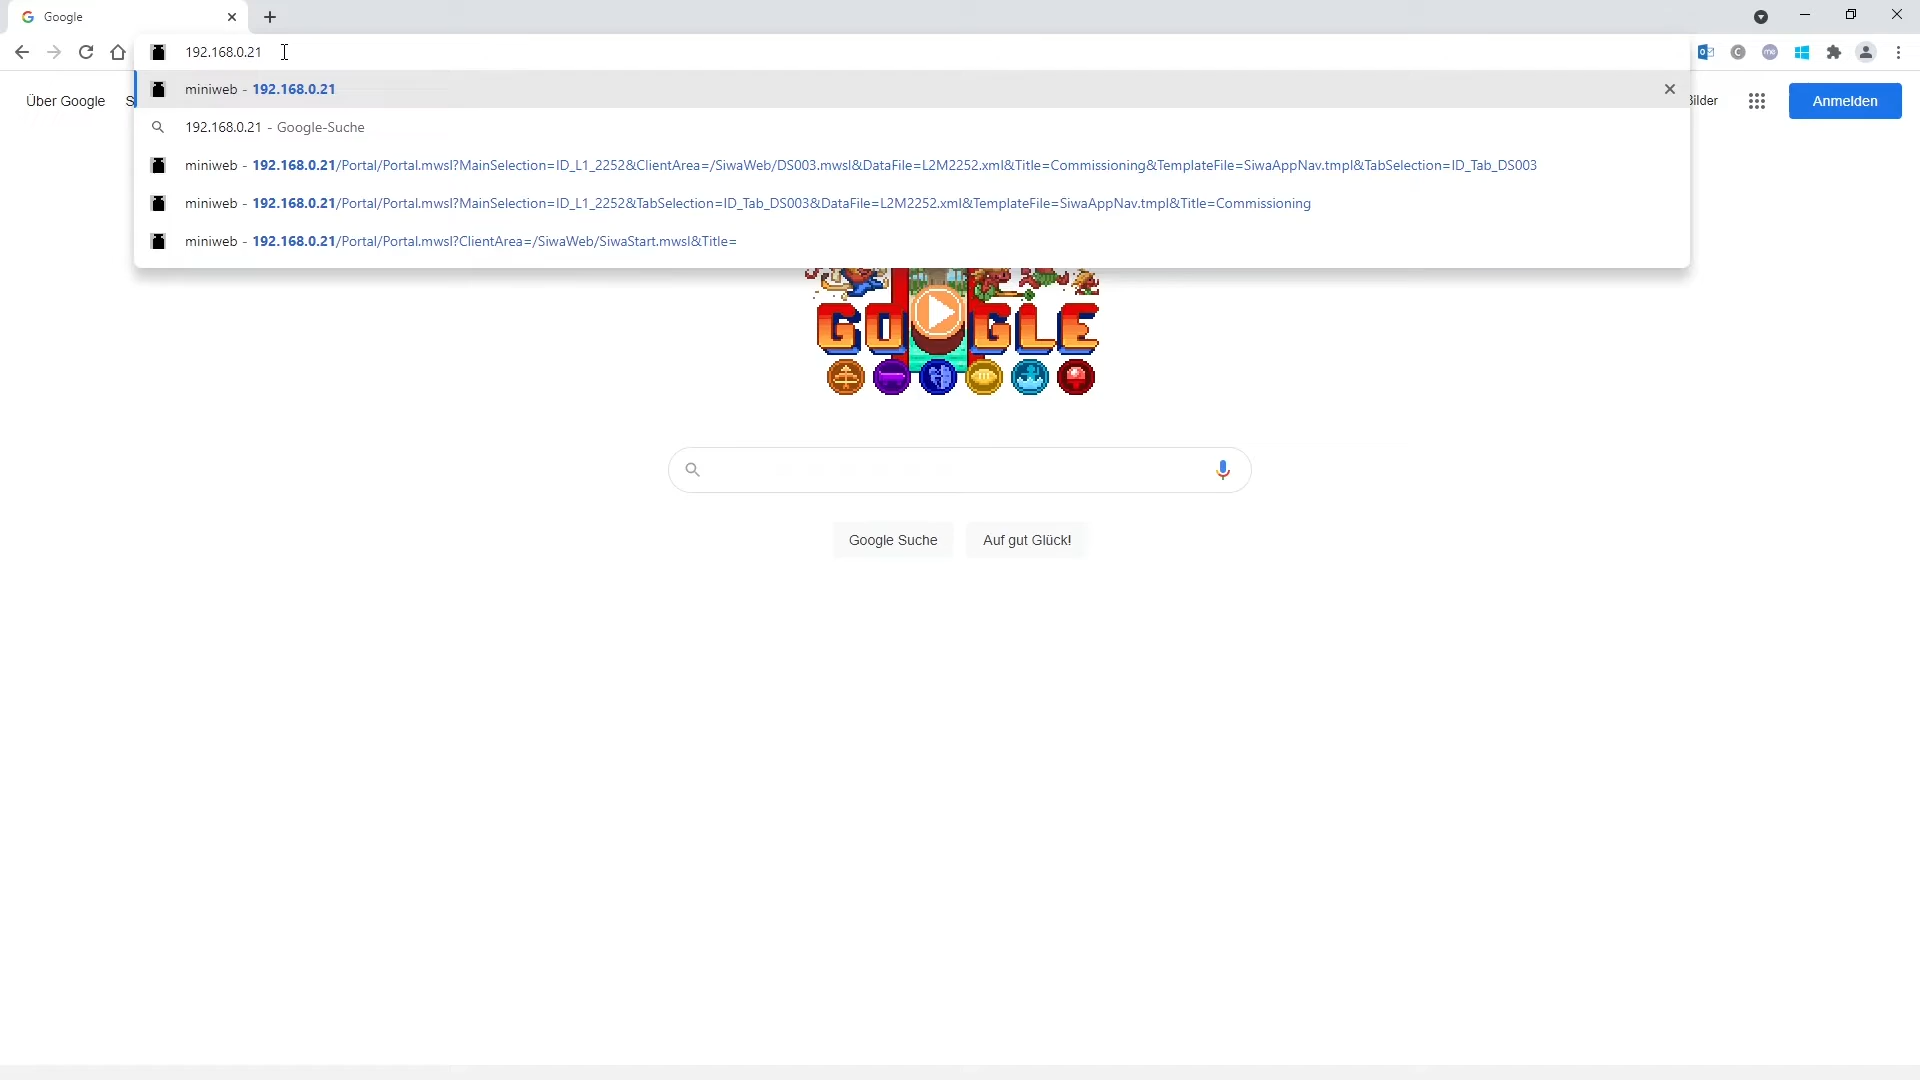 Google
192.168.0.21
miniweb - 192.168.0.21
Über Google S
Bilder
Anmelden
192.168.0.21 - Google-Suche
miniweb - 192.168.0.21/Portal/Portal.mwsl?MainSelection=ID_L1_2252&ClientArea=/SiwaWeb/DS003.mwsl&DataFile=L2M2252.xml&Title=Commissioning&TemplateFile=SiwaAppNav.tmpl&TabSelection=ID_Tab_DS003
miniweb - 192.168.0.21/Portal/Portal.mwsl?MainSelection=ID_L1_2252&TabSelection=ID_Tab_DS003&DataFile=L2M2252.xml&TemplateFile=SiwaAppNav.tmpl&Title=Commissioning
miniweb - 192.168.0.21/Portal/Portal.mwsl?ClientArea=/SiwaWeb/SiwaStart.mwsl&Title=
GOOGLE
Google Suche
Auf gut Glück!